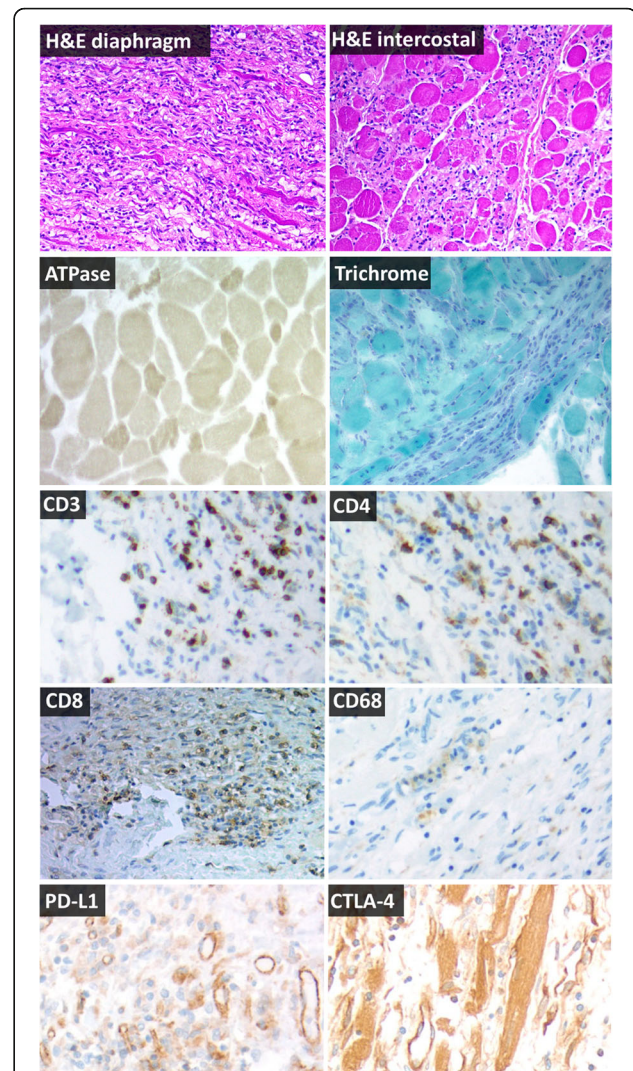 H&E diaphragm
H&E intercostal
ATPase
Trichrome
CD3
CD4
CD8
CD68
PD-L1
CTLA-4